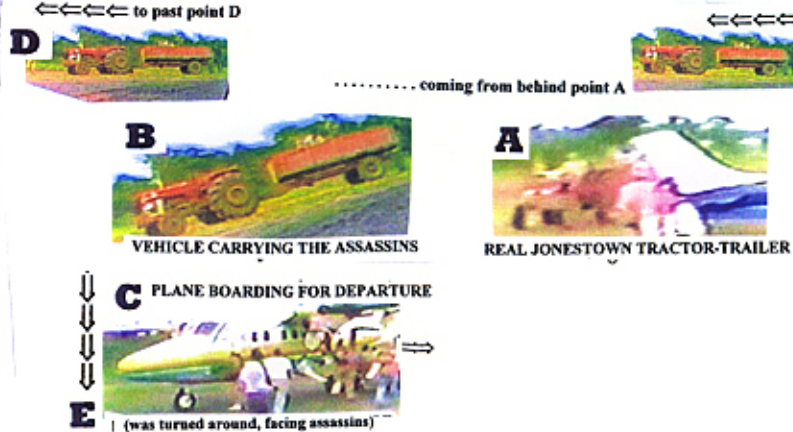 ⇐⇐⇐⇐ to past point D
⇐⇐⇐⇐
D
........ coming from behind point A
B
A
VEHICLE CARRYING THE ASSASSINS
REAL JONESTOWN TRACTOR-TRAILER
C PLANE BOARDING FOR DEPARTURE
E
(was turned around, facing assassins)